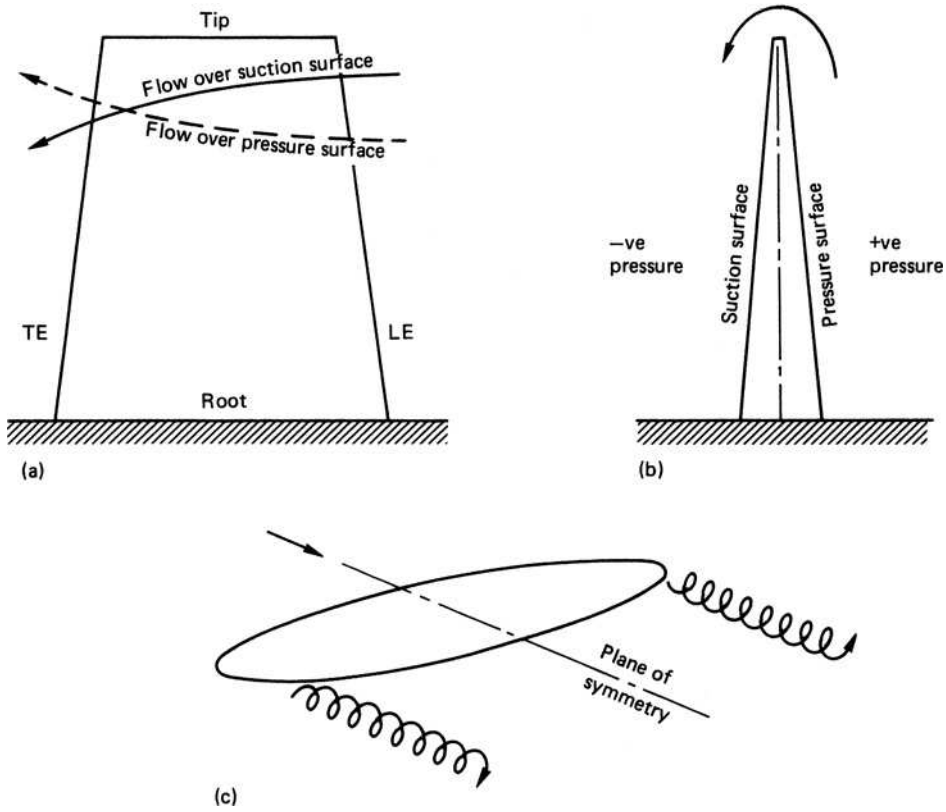 Tip
Flow over suction surface
Flow over pressure surface
TE
LE
Root
(a)
Suction surface
Pressure surface
−ve
pressure
+ve
pressure
(b)
Plane of
symmetry
(c)